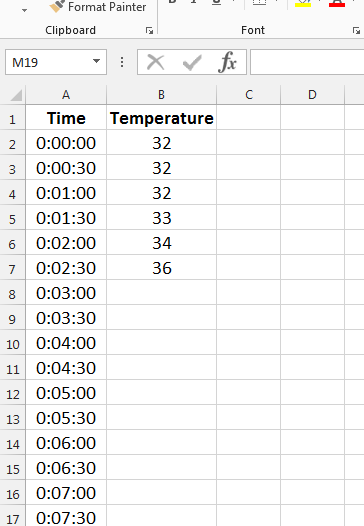 Format Painter
Clipboard
Font
M19
fx
A B C D
1 Time Temperature
2 0:00:00 32
3 0:00:30 32
4 0:01:00 32
5 0:01:30 33
6 0:02:00 34
7 0:02:30 36
8 0:03:00
9 0:03:30
10 0:04:00
11 0:04:30
12 0:05:00
13 0:05:30
14 0:06:00
15 0:06:30
16 0:07:00
17 0:07:30